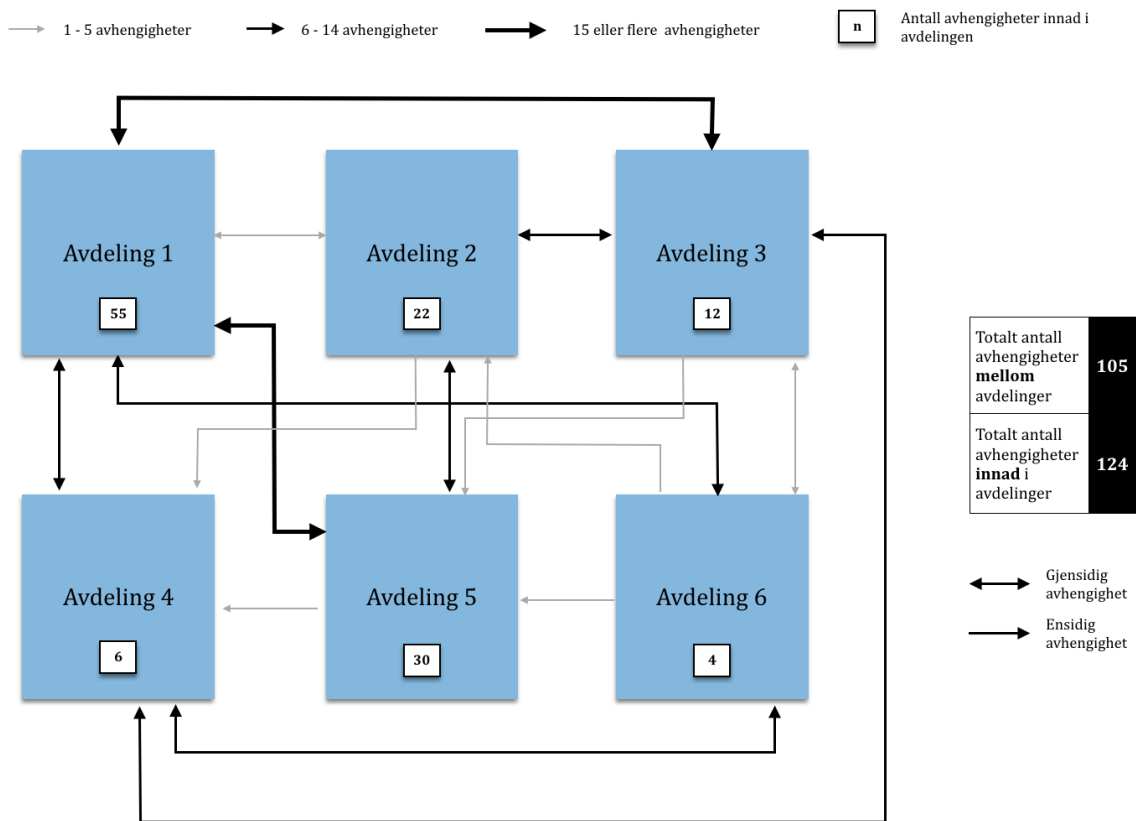 1 - 5 avhengigheter
6 - 14 avhengigheter
15 eller flere avhengigheter
n
Antall avhengigheter innad i
avdelingen
Avdeling 1
55
Avdeling 2
22
Avdeling 3
12
Avdeling 4
6
Avdeling 5
30
Avdeling 6
4
Totalt antall
avhengigheter
mellom
avdelinger
105
Totalt antall
avhengigheter
innad i
avdelinger
124
Gjensidig
avhengighet
Ensidig
avhengighet